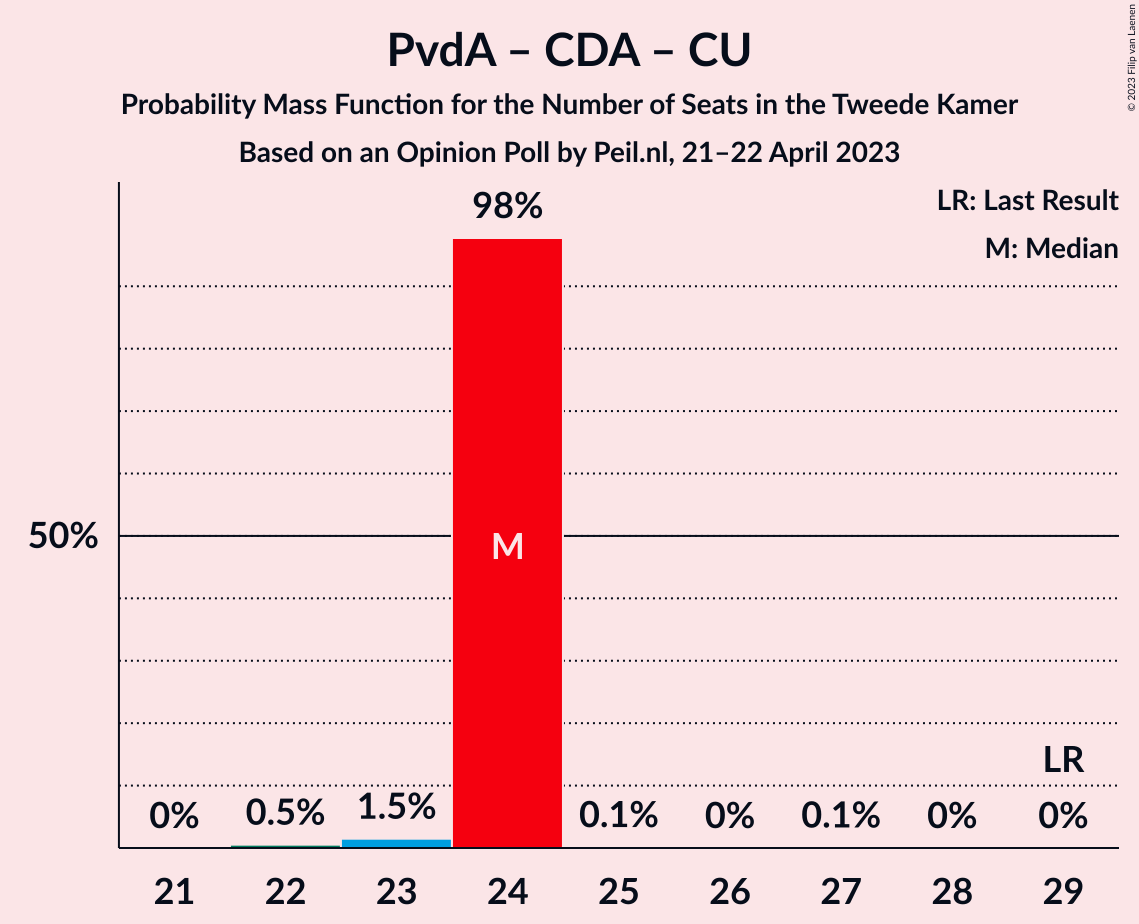 PvdA – CDA – CU
Probability Mass Function for the Number of Seats in the Tweede Kamer
Based on an Opinion Poll by Peil.nl, 21–22 April 2023
© 2023 Filip van Laenen
LR: Last Result
M: Median
98%
50%
M
LR
0% 0.5% 1.5% 0.1% 0% 0.1% 0% 0%
21 22 23 24 25 26 27 28 29